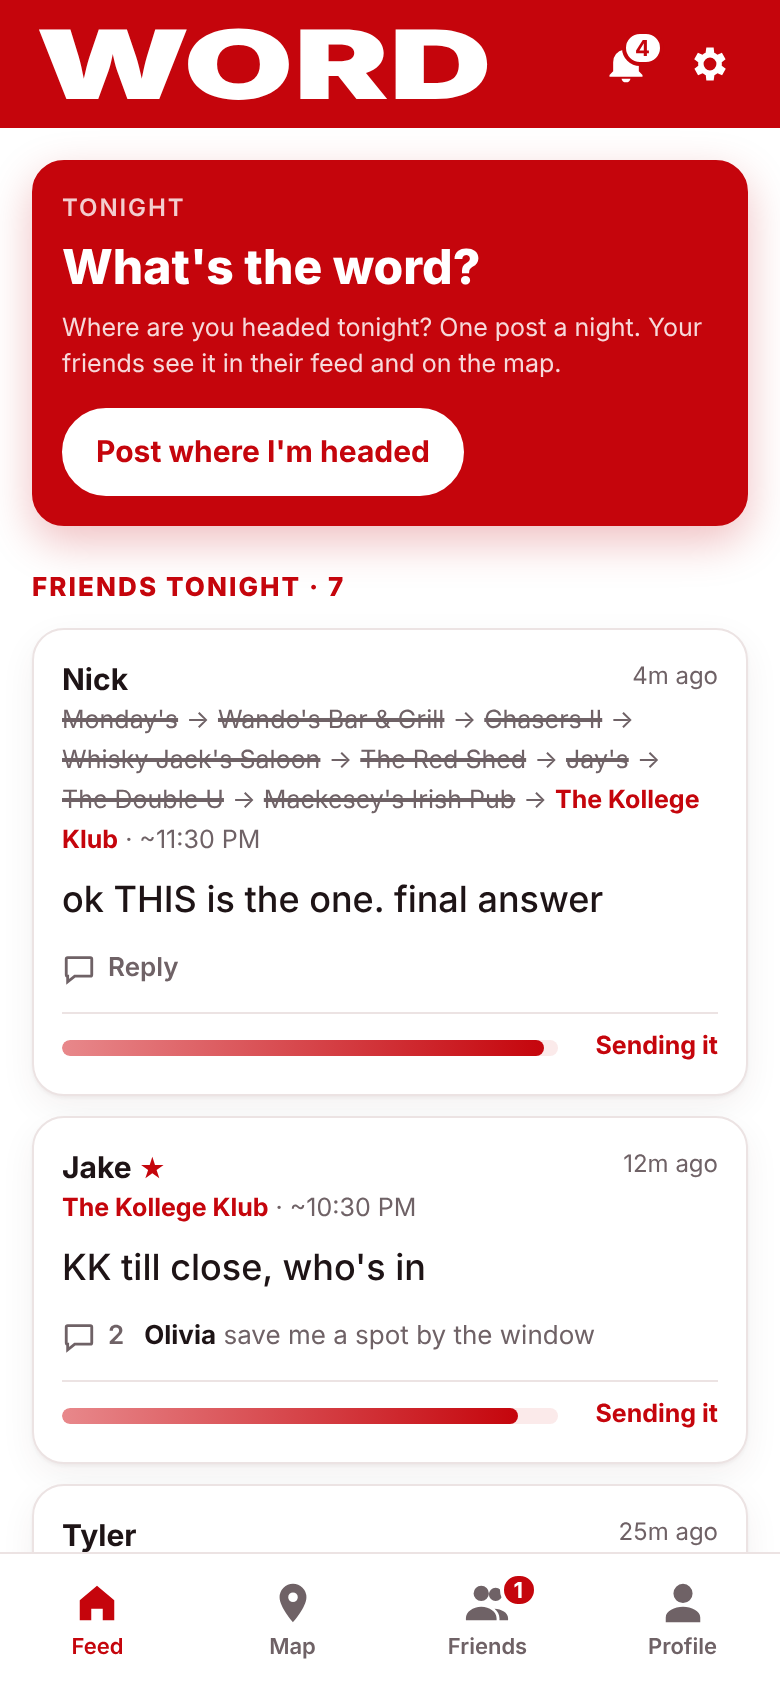 WORD
4
TONIGHT
What's the word?
Where are you headed tonight? One post a night. Your
friends see it in their feed and on the map.
Post where I'm headed
FRIENDS TONIGHT · 7
Nick
4m ago
Monday's → Wando's Bar & Grill → Chasers II →
Whisky Jack's Saloon → The Red Shed → Jay's →
The Double U → Mackesey's Irish Pub → The Kollege
Klub · ~11:30 PM
ok THIS is the one. final answer
Reply
Sending it
Jake ★
12m ago
The Kollege Klub · ~10:30 PM
KK till close, who's in
2 Olivia save me a spot by the window
Sending it
Tyler
25m ago
1
Feed Map Friends Profile